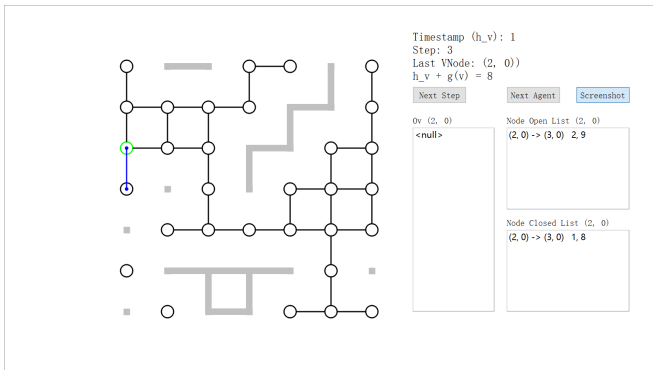 Timestamp (h_v): 1
Step: 3
Last VNode: (2, 0))
h_v + g(v) = 8
Next Step
Next Agent
Screenshot
Ov (2, 0)
<null>
Node Open List (2, 0)
(2, 0) -> (3, 0) 2, 9
Node Closed List (2, 0)
(2, 0) -> (3, 0) 1, 8